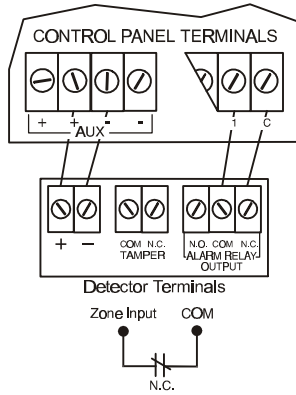 CONTROL PANEL TERMINALS
+ + - - 1 C
AUX
+ - COM N.C. N.O. COM N.C.
TAMPER ALARM RELAY
OUTPUT
Detector Terminals
Zone Input COM
N.C.